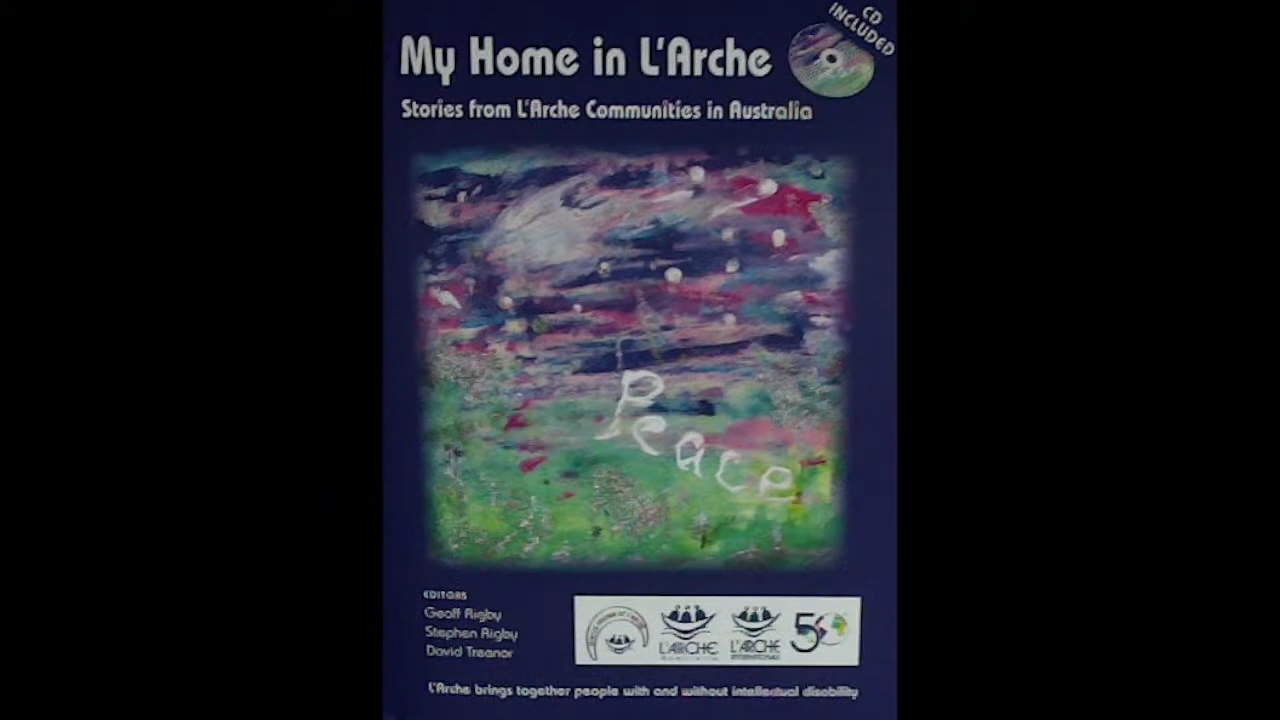 CD
INCLUDED
My Home in L'Arche
Stories from L'Arche Communities in Australia
Peace
EDITORS
Geoff Rigby
Stephen Rigby
David Treanor
L'ARCHE
L'ARCHE
INTERNATIONALE
50
L'Arche brings together people with and without intellectual disability